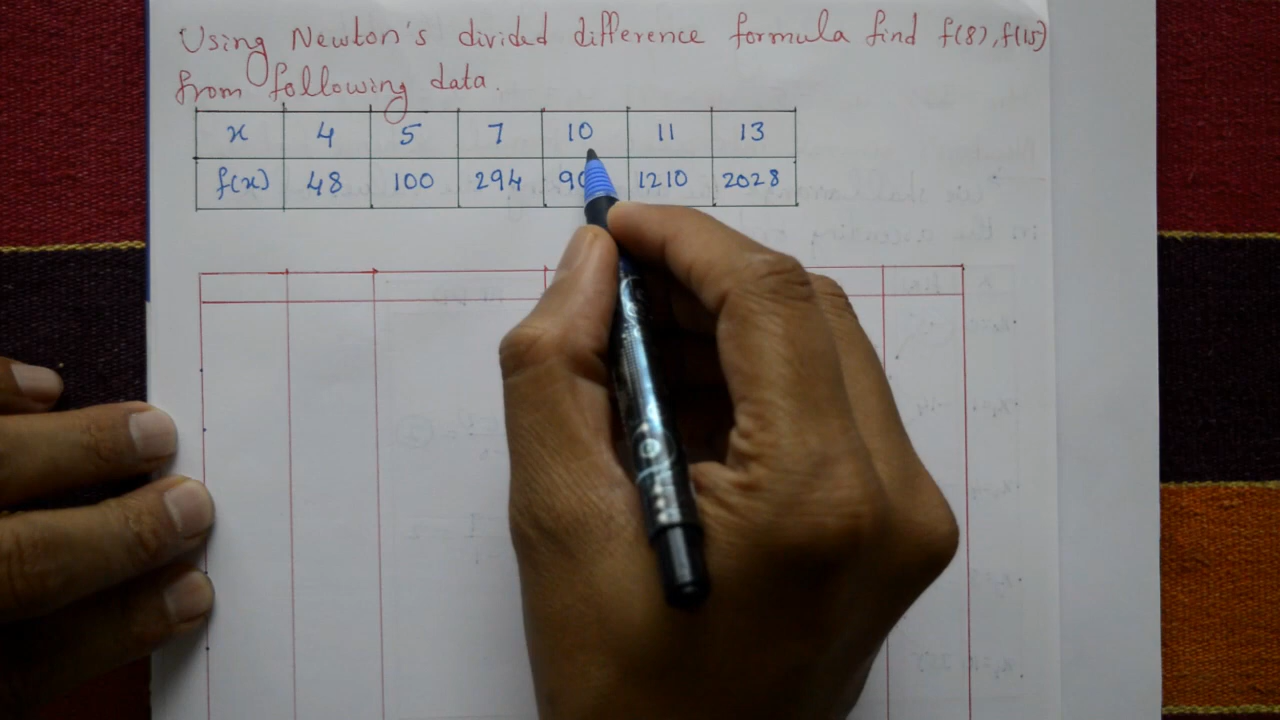 Using Newton's divided difference formula find f(8), f(15)
from following data.
x 4 5 7 10 11 13
f(x) 48 100 294 1210 2028